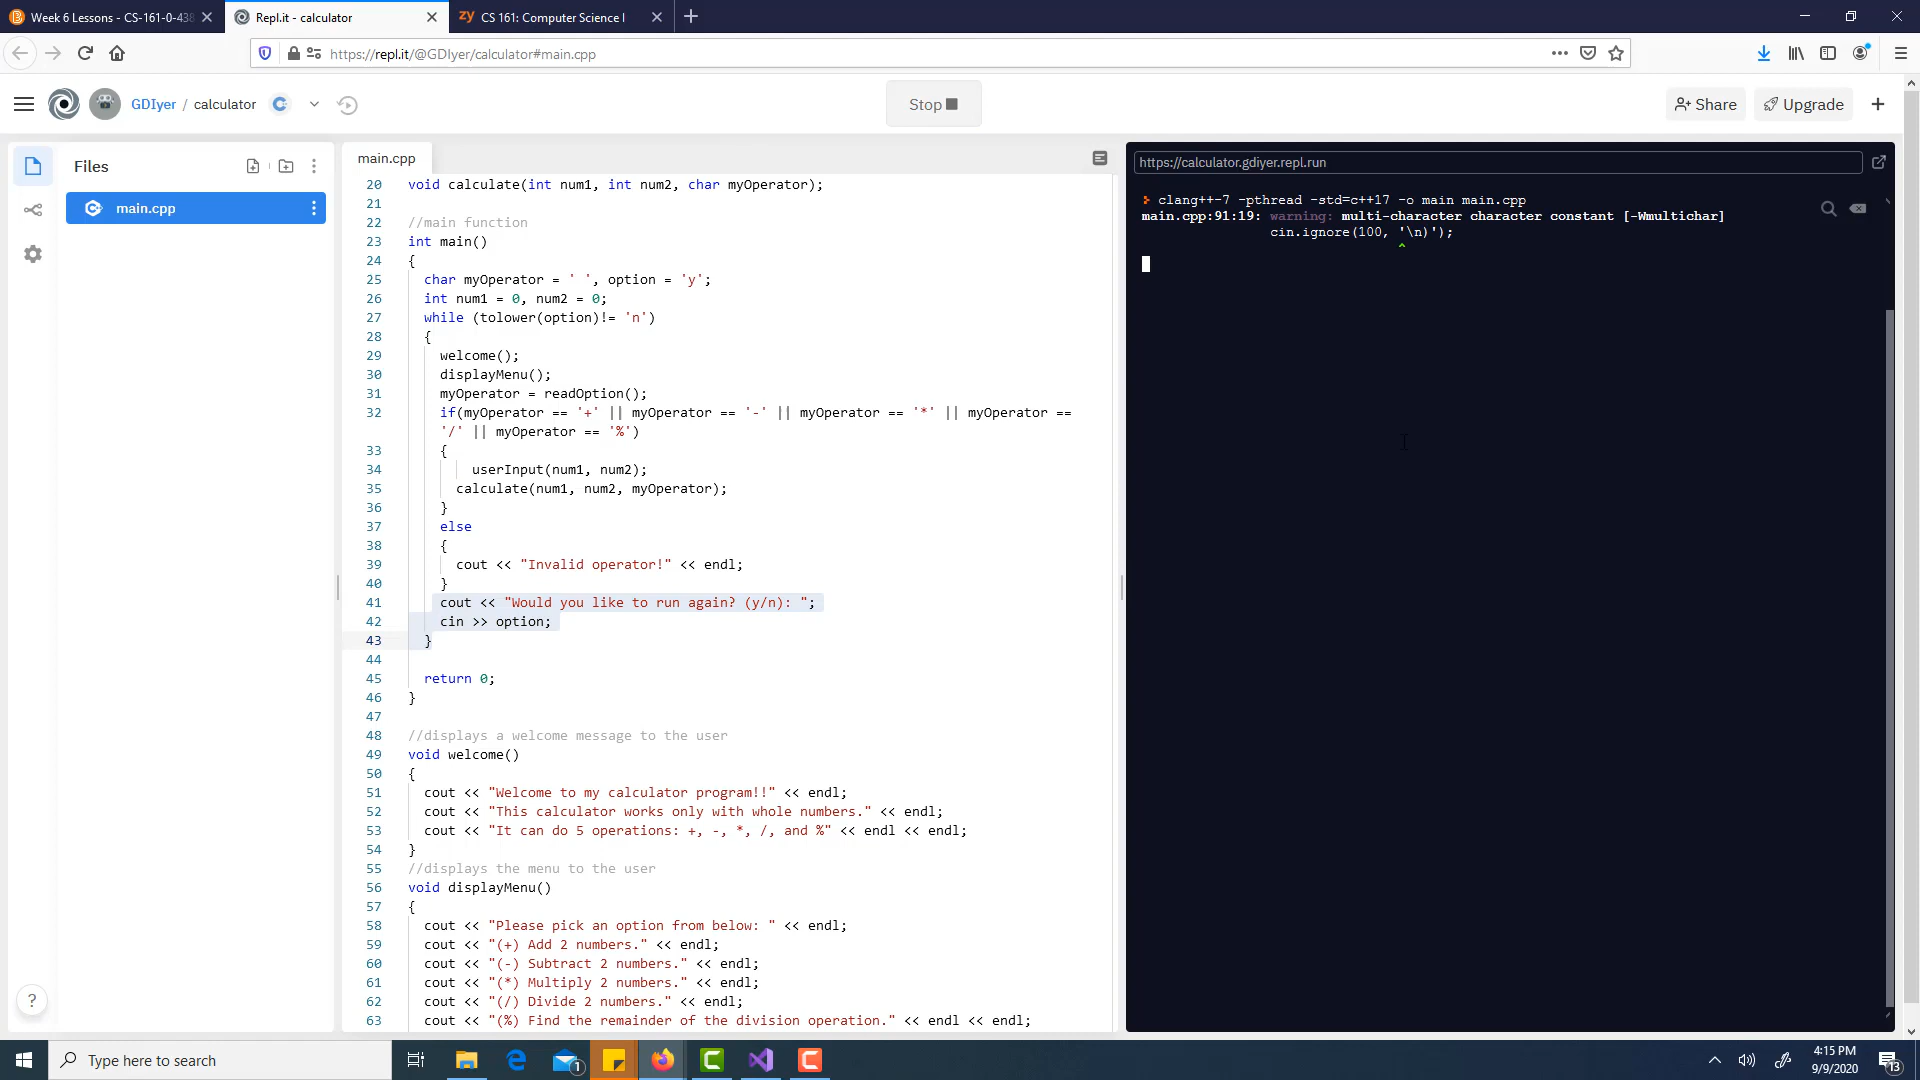 Week 6 Lessons - CS-161-0-438
Repl.it - calculator
zy CS 161: Computer Science I
https://repl.it/@GDIyer/calculator#main.cpp
GDIyer / calculator
Stop
Share
Upgrade
Files
main.cpp
main.cpp
20 void calculate(int num1, int num2, char myOperator);
21
22 //main function
23 int main()
24 {
25 char myOperator = ' ', option = 'y';
26 int num1 = 0, num2 = 0;
27 while (tolower(option)!= 'n')
28 {
29 welcome();
30 displayMenu();
31 myOperator = readOption();
32 if(myOperator == '+' || myOperator == '-' || myOperator == '*' || myOperator ==
'/' || myOperator == '%')
33 {
34 userInput(num1, num2);
35 calculate(num1, num2, myOperator);
36 }
37 else
38 {
39 cout << "Invalid operator!" << endl;
40 }
41 cout << "Would you like to run again? (y/n): ";
42 cin >> option;
43 }
44
45 return 0;
46 }
47
48 //displays a welcome message to the user
49 void welcome()
50 {
51 cout << "Welcome to my calculator program!!" << endl;
52 cout << "This calculator works only with whole numbers." << endl;
53 cout << "It can do 5 operations: +, -, *, /, and %" << endl << endl;
54 }
55 //displays the menu to the user
56 void displayMenu()
57 {
58 cout << "Please pick an option from below: " << endl;
59 cout << "(+) Add 2 numbers." << endl;
60 cout << "(-) Subtract 2 numbers." << endl;
61 cout << "(*) Multiply 2 numbers." << endl;
62 cout << "(/) Divide 2 numbers." << endl;
63 cout << "(%) Find the remainder of the division operation." << endl << endl;
https://calculator.gdiyer.repl.run
clang++-7 -pthread -std=c++17 -o main main.cpp
main.cpp:91:19: warning: multi-character character constant [-Wmultichar]
cin.ignore(100, '\n)');
^
?
Type here to search
1
4:15 PM
9/9/2020
13